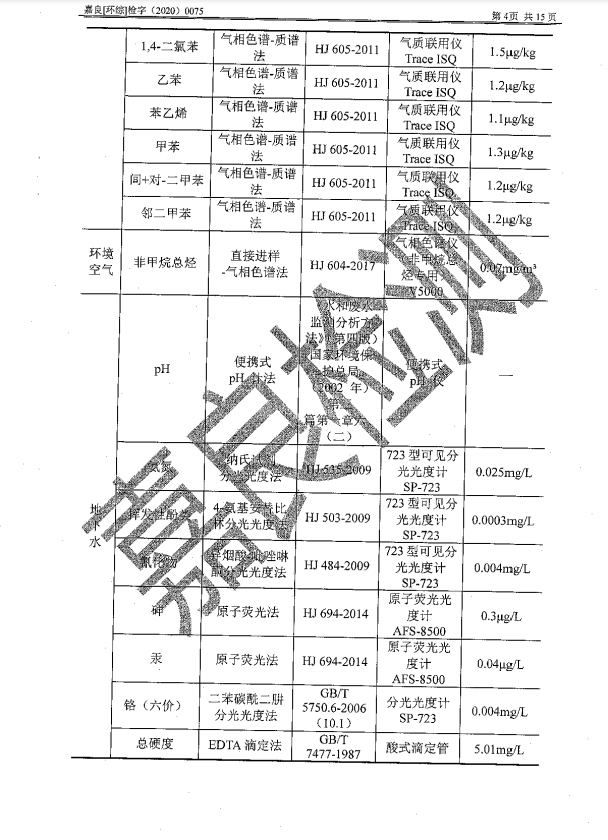 嘉良[环综]检字（2020）0075
第 4页 共 15页
1,4-二氯苯 气相色谱-质谱法 HJ 605-2011 气质联用仪 Trace ISQ 1.5μg/kg
乙苯 气相色谱-质谱法 HJ 605-2011 气质联用仪 Trace ISQ 1.2μg/kg
苯乙烯 气相色谱-质谱法 HJ 605-2011 气质联用仪 Trace ISQ 1.1μg/kg
甲苯 气相色谱-质谱法 HJ 605-2011 气质联用仪 Trace ISQ 1.3μg/kg
间+对-二甲苯 气相色谱-质谱法 HJ 605-2011 气质联用仪 Trace ISQ 1.2μg/kg
邻二甲苯 气相色谱-质谱法 HJ 605-2011 气质联用仪 Trace ISQ 1.2μg/kg
环境空气 非甲烷总烃 直接进样-气相色谱法 HJ 604-2017 气相色谱仪（非甲烷总烃专用）V5000 0.07mg/m³
地下水
pH 便携式 pH 计法 《水和废水监测分析方法》（第四版）国家环境保护总局（2002 年）第三篇第一章六（二） 便携式 pH 仪 —
氨氮 纳氏试剂分光光度法 HJ 535-2009 723 型可见分光光度计 SP-723 0.025mg/L
挥发性酚类 4-氨基安替比林分光光度法 HJ 503-2009 723 型可见分光光度计 SP-723 0.0003mg/L
氰化物 异烟酸-吡唑啉酮分光光度法 HJ 484-2009 723 型可见分光光度计 SP-723 0.004mg/L
砷 原子荧光法 HJ 694-2014 原子荧光光度计 AFS-8500 0.3μg/L
汞 原子荧光法 HJ 694-2014 原子荧光光度计 AFS-8500 0.04μg/L
铬（六价） 二苯碳酰二肼分光光度法 GB/T 5750.6-2006（10.1） 分光光度计 SP-723 0.004mg/L
总硬度 EDTA 滴定法 GB/T 7477-1987 酸式滴定管 5.01mg/L
嘉良检测